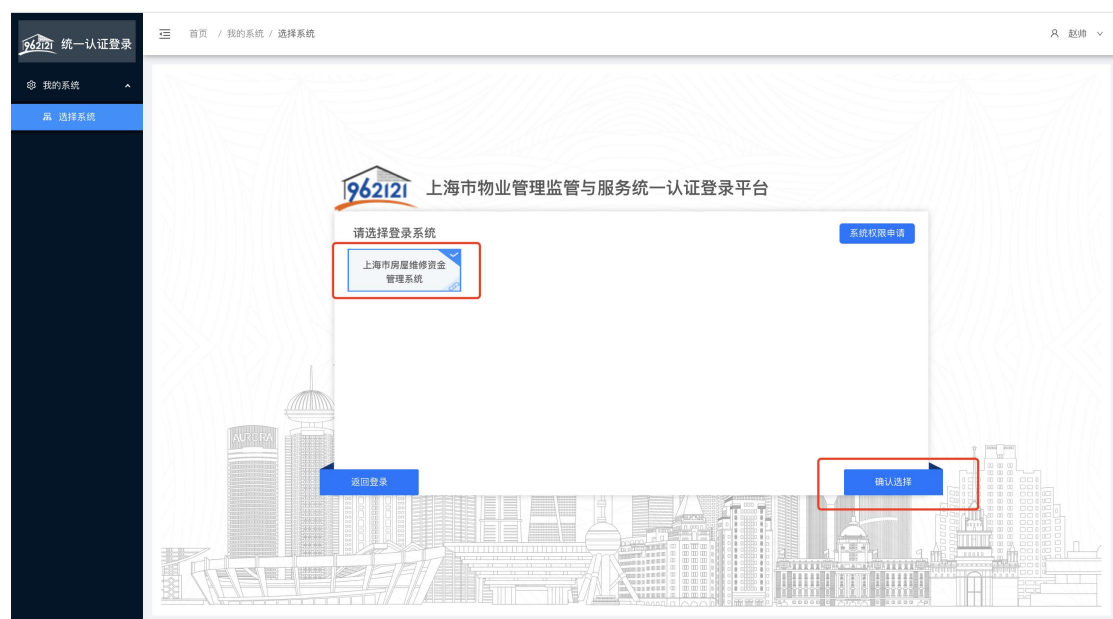 962121 统一认证登录
首页 / 我的系统 / 选择系统
赵帅
我的系统
选择系统
962121 上海市物业管理监管与服务统一认证登录平台
请选择登录系统
系统权限申请
上海市房屋维修资金
管理系统
AURORA
返回登录
确认选择